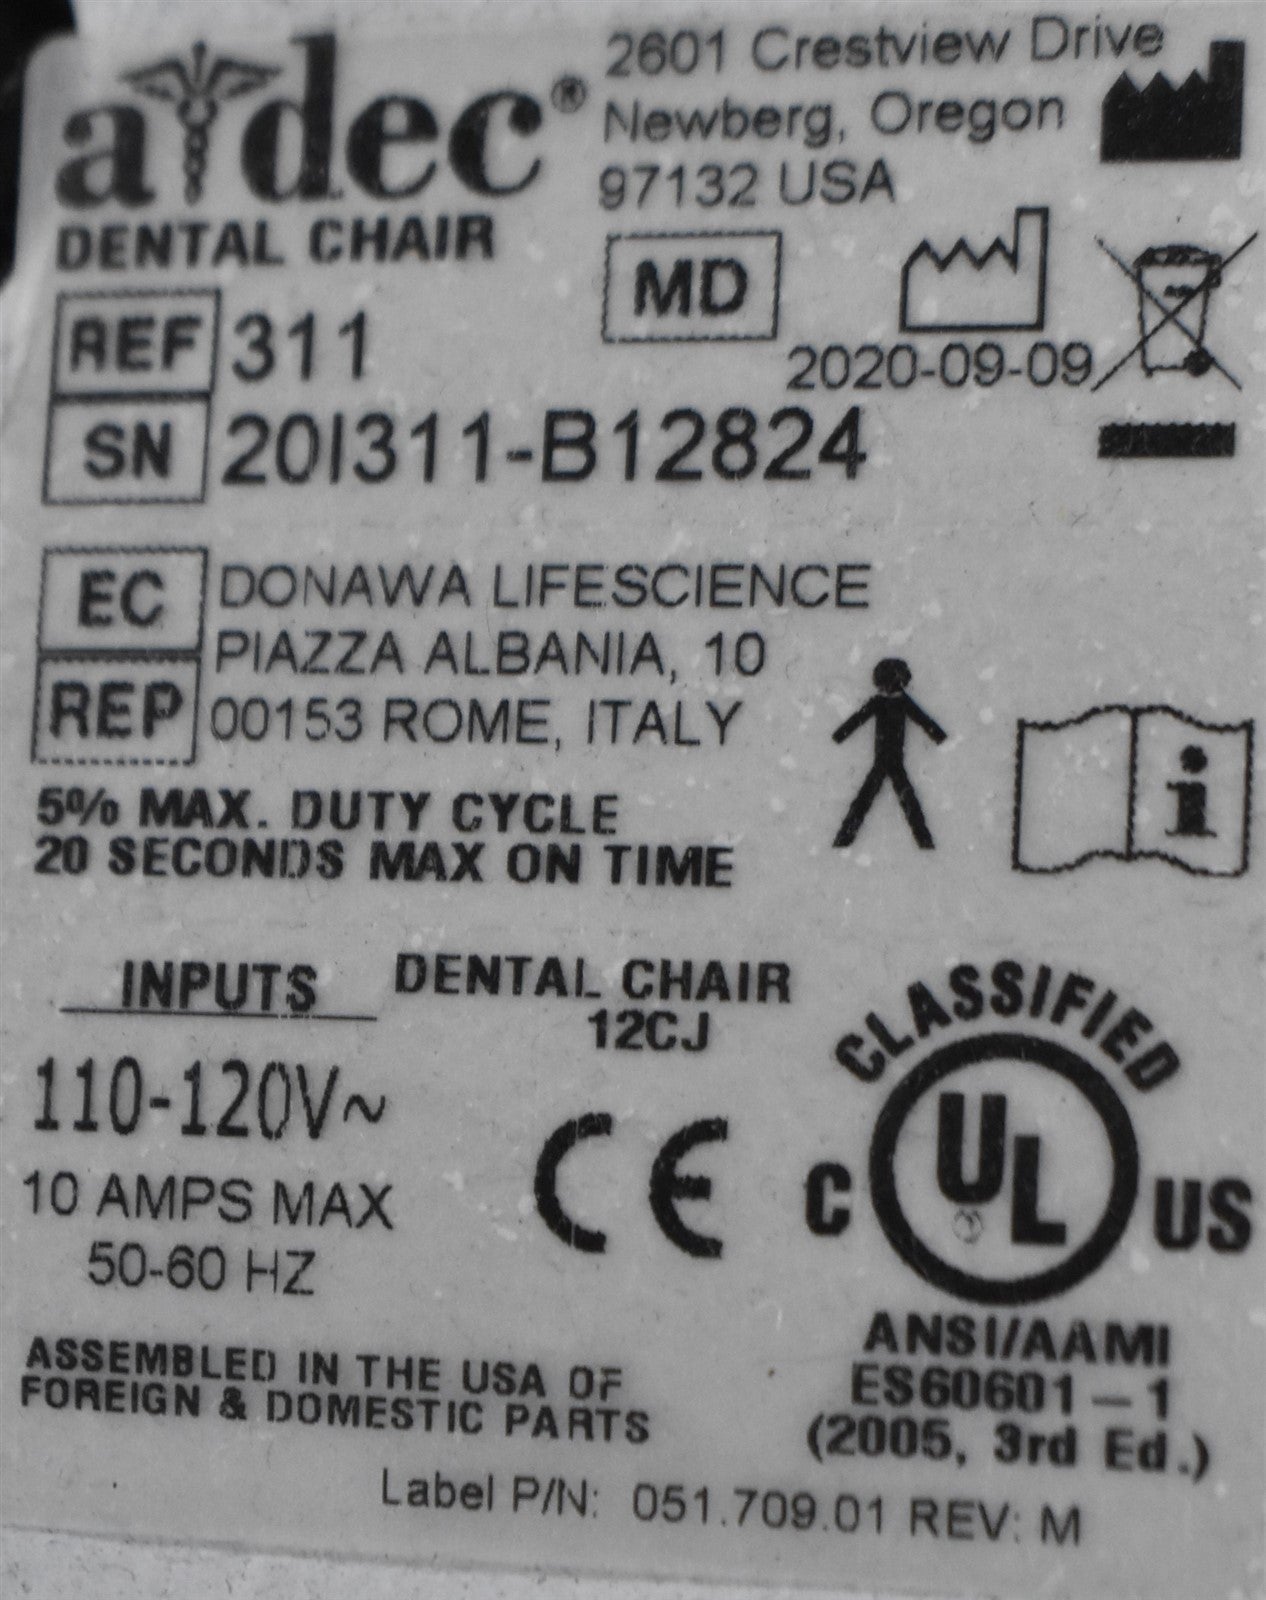 a dec®
2601 Crestview Drive
Newberg, Oregon
97132 USA
DENTAL CHAIR
MD
REF 311
2020-09-09
SN 20I311-B12824
EC REP
DONAWA LIFESCIENCE
PIAZZA ALBANIA, 10
00153 ROME, ITALY
i
5% MAX. DUTY CYCLE
20 SECONDS MAX ON TIME
INPUTS
110-120V~
10 AMPS MAX
50-60 HZ
DENTAL CHAIR
12CJ
CE
CLASSIFIED
C UL US
ANSI/AAMI
ES60601-1
(2005, 3rd Ed.)
ASSEMBLED IN THE USA OF
FOREIGN & DOMESTIC PARTS
Label P/N: 051.709.01 REV: M